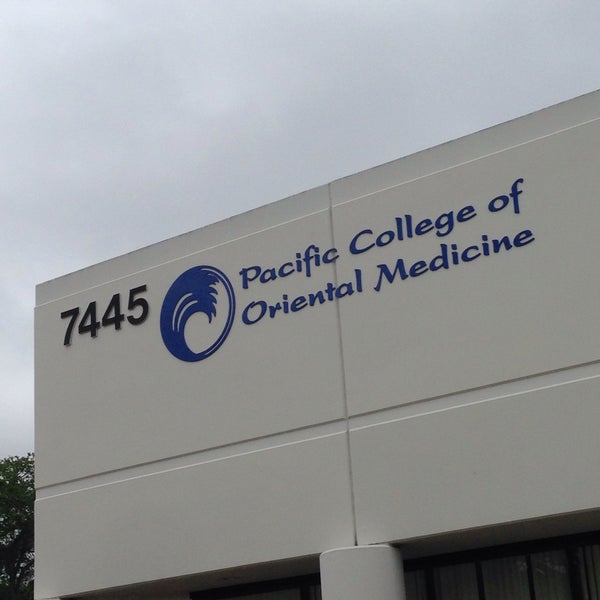 7445
Pacific College of
Oriental Medicine